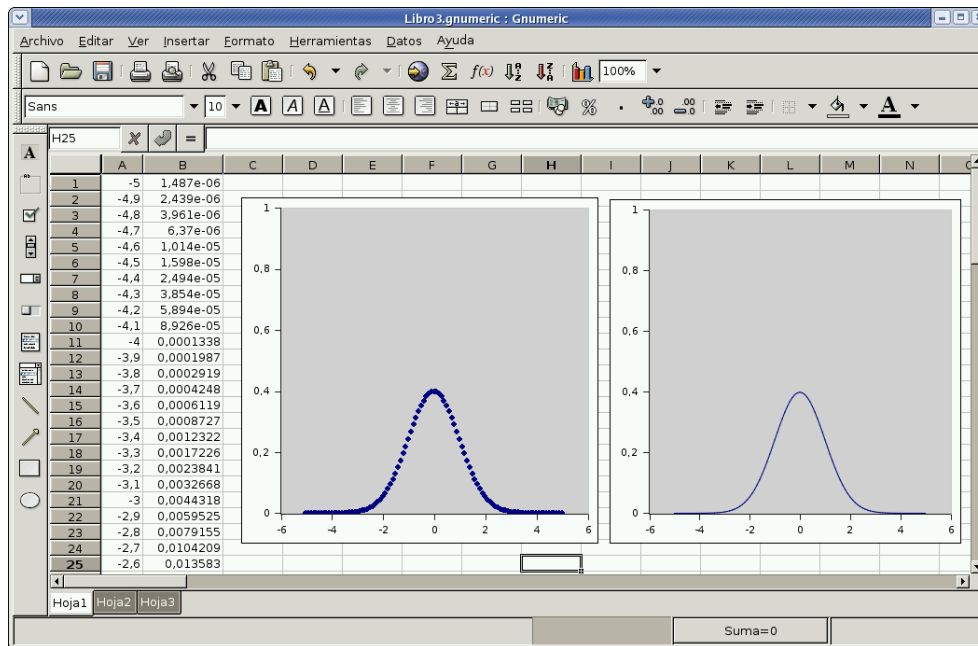 Libro3.gnumeric : Gnumeric
Archivo Editar Ver Insertar Formato Herramientas Datos Ayuda
f(x) 100%
Sans 10 A A A % . A
H25 =
A B C D E F G H I J K L M N
1 -5 1,487e-06
2 -4,9 2,439e-06
3 -4,8 3,961e-06
4 -4,7 6,37e-06
5 -4,6 1,014e-05
6 -4,5 1,598e-05
7 -4,4 2,494e-05
8 -4,3 3,854e-05
9 -4,2 5,894e-05
10 -4,1 8,926e-05
11 -4 0,0001338
12 -3,9 0,0001987
13 -3,8 0,0002919
14 -3,7 0,0004248
15 -3,6 0,0006119
16 -3,5 0,0008727
17 -3,4 0,0012322
18 -3,3 0,0017226
19 -3,2 0,0023841
20 -3,1 0,0032668
21 -3 0,0044318
22 -2,9 0,0059525
23 -2,8 0,0079155
24 -2,7 0,0104209
25 -2,6 0,013583
1
0,8
0,6
0,4
0,2
0
-6 -4 -2 0 2 4 6
1
0,8
0,6
0,4
0,2
0
-6 -4 -2 0 2 4 6
Hoja1 Hoja2 Hoja3
Suma=0